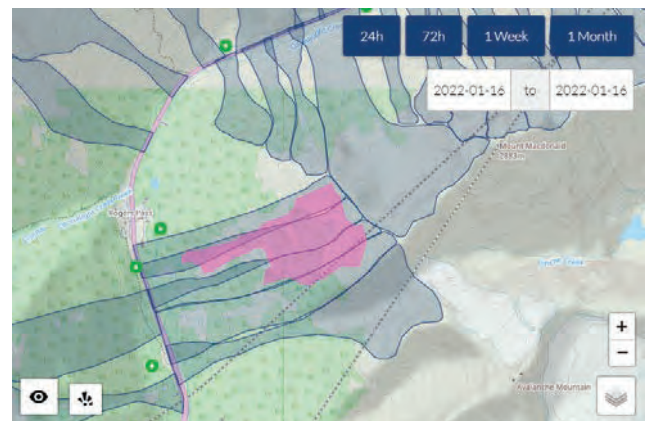 24h 72h 1 Week 1 Month
2022-01-16 to 2022-01-16
Mount Macdonald
2883m
Rogers Pass
Avalanche Mountain
+
−